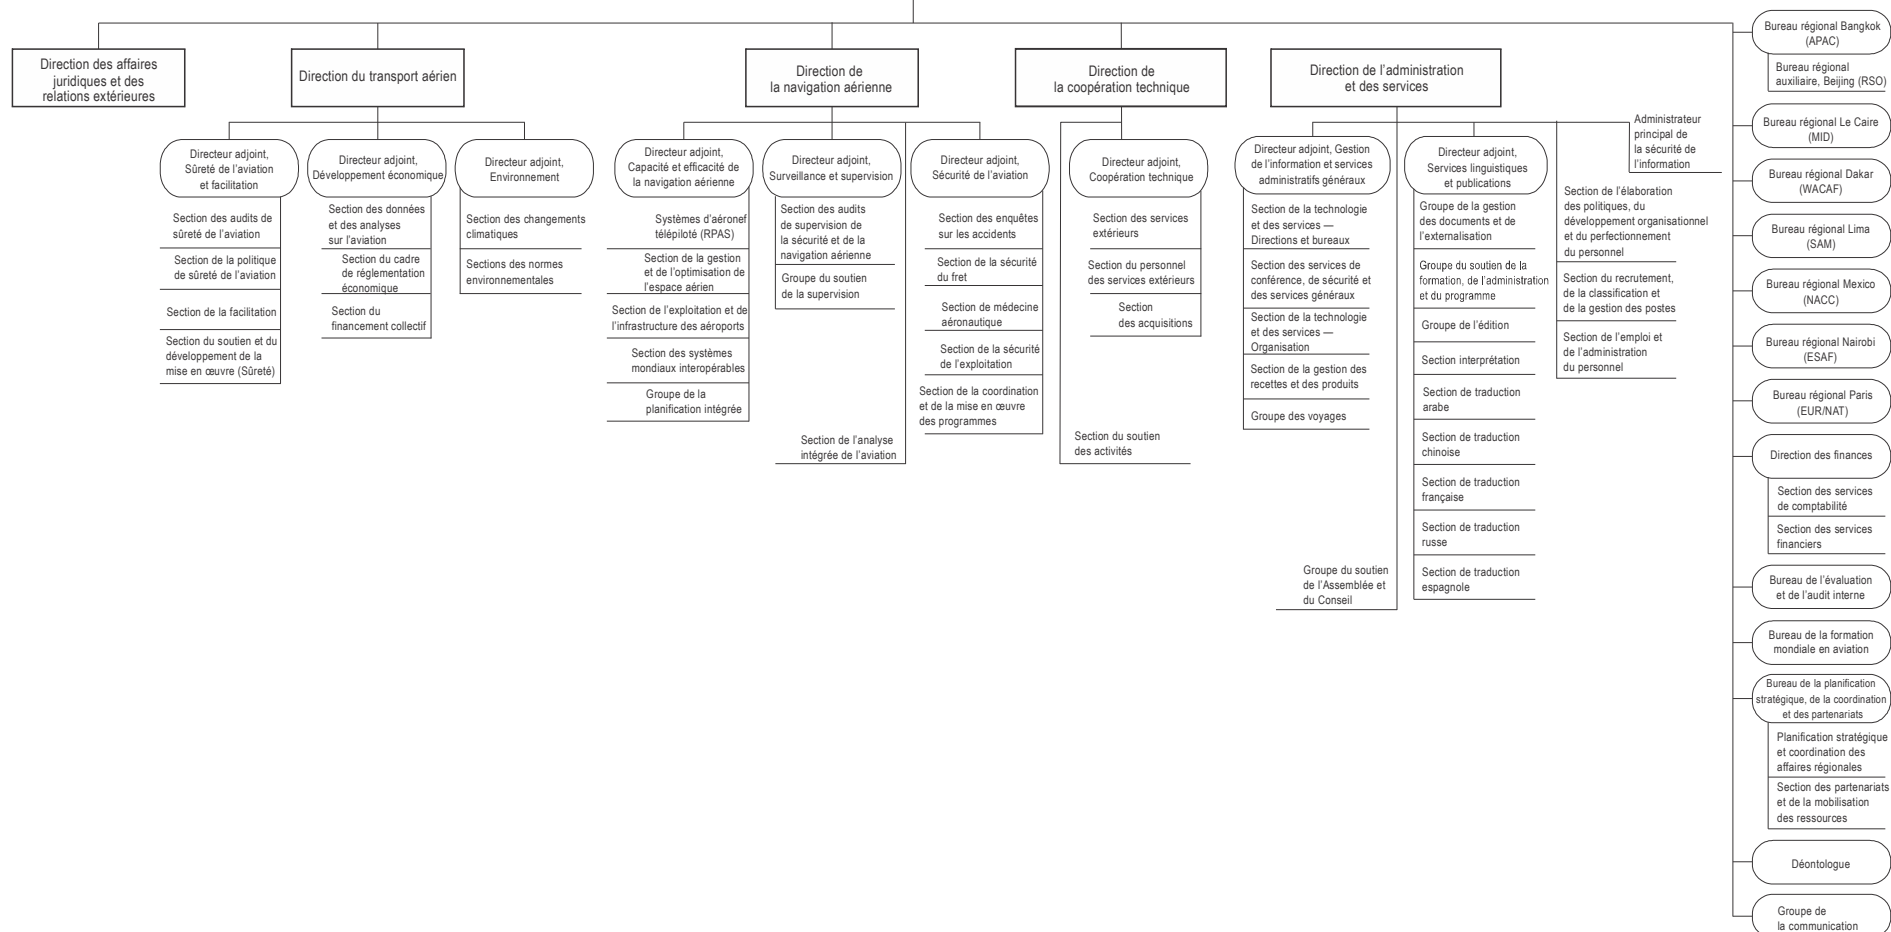 Direction des affaires
juridiques et des
relations extérieures
Direction du transport aérien
Directeur adjoint,
Sûreté de l'aviation
et facilitation
Section des audits de
sûreté de l'aviation
Section de la politique
de sûreté de l'aviation
Section de la facilitation
Section du soutien et du
développement de la
mise en œuvre (Sûreté)
Directeur adjoint,
Développement économique
Section des données
et des analyses
sur l'aviation
Section du cadre
de réglementation
économique
Section du
financement collectif
Directeur adjoint,
Environnement
Section des changements
climatiques
Sections des normes
environnementales
Direction de
la navigation aérienne
Directeur adjoint,
Capacité et efficacité de
la navigation aérienne
Systèmes d'aéronef
télépiloté (RPAS)
Section de la gestion
et de l'optimisation de
l'espace aérien
Section de l'exploitation et de
l'infrastructure des aéroports
Section des systèmes
mondiaux interopérables
Groupe de la
planification intégrée
Directeur adjoint,
Surveillance et supervision
Section des audits
de supervision de
la sécurité et de la
navigation aérienne
Groupe du soutien
de la supervision
Section de l'analyse
intégrée de l'aviation
Directeur adjoint,
Sécurité de l'aviation
Section des enquêtes
sur les accidents
Section de la sécurité
du fret
Section de médecine
aéronautique
Section de la sécurité
de l'exploitation
Section de la coordination
et de la mise en œuvre
des programmes
Direction de
la coopération technique
Directeur adjoint,
Coopération technique
Section des services
extérieurs
Section du personnel
des services extérieurs
Section
des acquisitions
Section du soutien
des activités
Direction de l'administration
et des services
Directeur adjoint, Gestion
de l'information et services
administratifs généraux
Section de la technologie
et des services —
Directions et bureaux
Section des services de
conférence, de sécurité et
des services généraux
Section de la technologie
et des services —
Organisation
Section de la gestion des
recettes et des produits
Groupe des voyages
Groupe du soutien
de l'Assemblée et
du Conseil
Directeur adjoint,
Services linguistiques
et publications
Groupe de la gestion
des documents et de
l'externalisation
Groupe du soutien de la
formation, de l'administration
et du programme
Groupe de l'édition
Section interprétation
Section de traduction
arabe
Section de traduction
chinoise
Section de traduction
française
Section de traduction
russe
Section de traduction
espagnole
Section de l'élaboration
des politiques, du
développement organisationnel
et du perfectionnement
du personnel
Section du recrutement,
de la classification et
de la gestion des postes
Section de l'emploi et
de l'administration
du personnel
Administrateur
principal de
la sécurité de
l'information
Bureau régional Bangkok
(APAC)
Bureau régional
auxiliaire, Beijing (RSO)
Bureau régional Le Caire
(MID)
Bureau régional Dakar
(WACAF)
Bureau régional Lima
(SAM)
Bureau régional Mexico
(NACC)
Bureau régional Nairobi
(ESAF)
Bureau régional Paris
(EUR/NAT)
Direction des finances
Section des services
de comptabilité
Section des services
financiers
Bureau de l'évaluation
et de l'audit interne
Bureau de la formation
mondiale en aviation
Bureau de la planification
stratégique, de la coordination
et des partenariats
Planification stratégique
et coordination des
affaires régionales
Section des partenariats
et de la mobilisation
des ressources
Déontologue
Groupe de
la communication